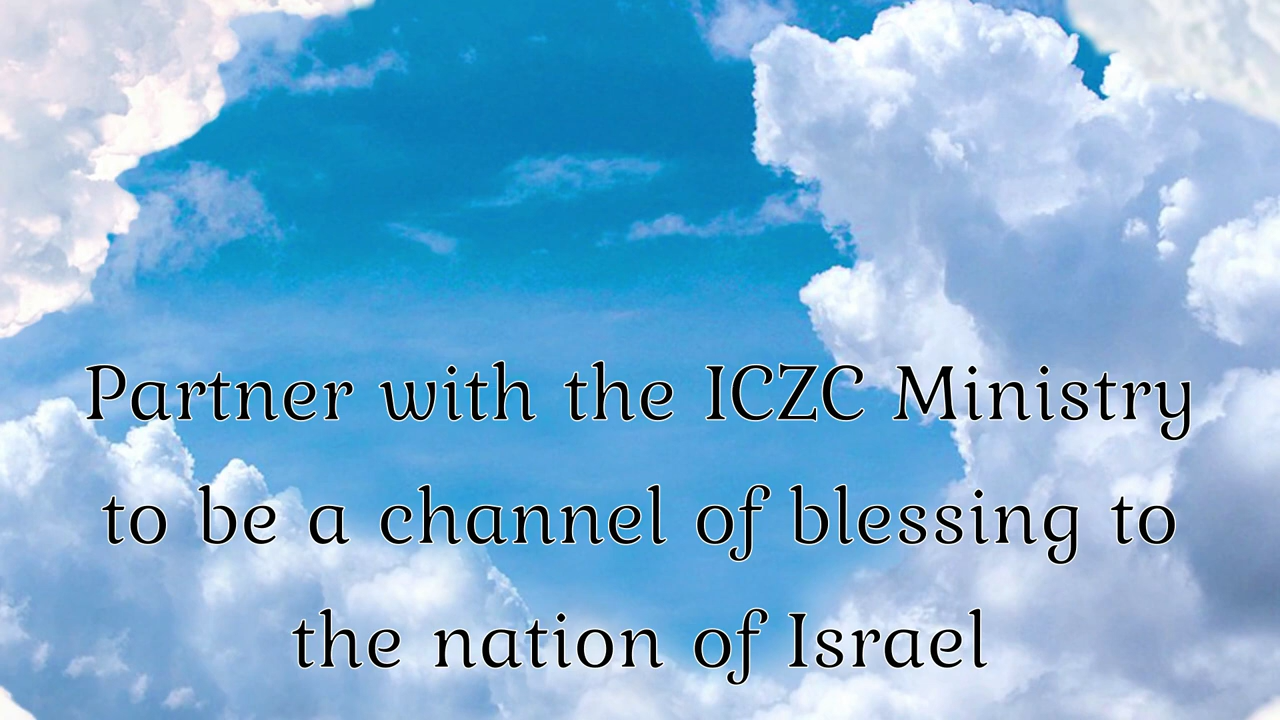 Partner with the ICZC Ministry
to be a channel of blessing to
the nation of Israel